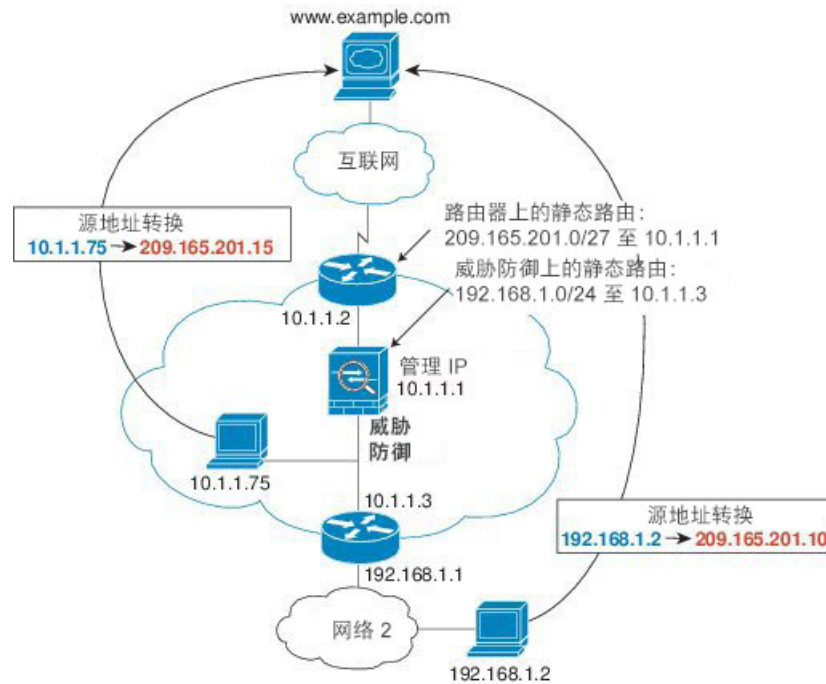 www.example.com
互联网
源地址转换
10.1.1.75 → 209.165.201.15
路由器上的静态路由：
209.165.201.0/27 至 10.1.1.1
威胁防御上的静态路由：
192.168.1.0/24 至 10.1.1.3
10.1.1.2
管理 IP
10.1.1.1
威胁
防御
10.1.1.75
10.1.1.3
源地址转换
192.168.1.2 → 209.165.201.10
192.168.1.1
网络 2
192.168.1.2